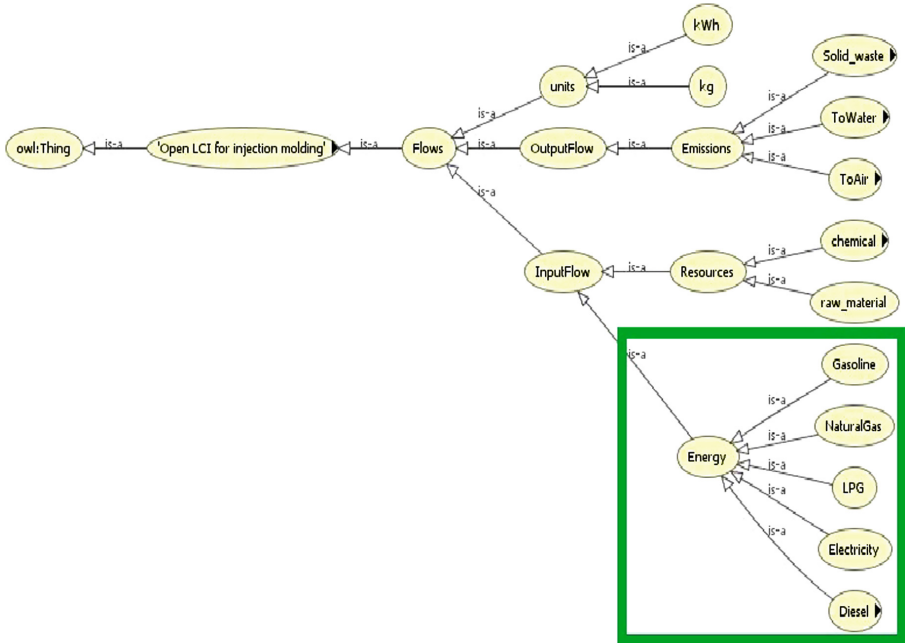 kWh
is-a
units
is-a
kg
is-a
Solid_waste
is-a
ToWater
is-a
ToAir
owl:Thing
is-a
'Open LCI for injection molding'
is-a
Flows
is-a
OutputFlow
is-a
Emissions
is-a
is-a
InputFlow
is-a
Resources
is-a
chemical
is-a
raw_material
is-a
Gasoline
is-a
NaturalGas
is-a
Energy
is-a
LPG
is-a
Electricity
is-a
Diesel